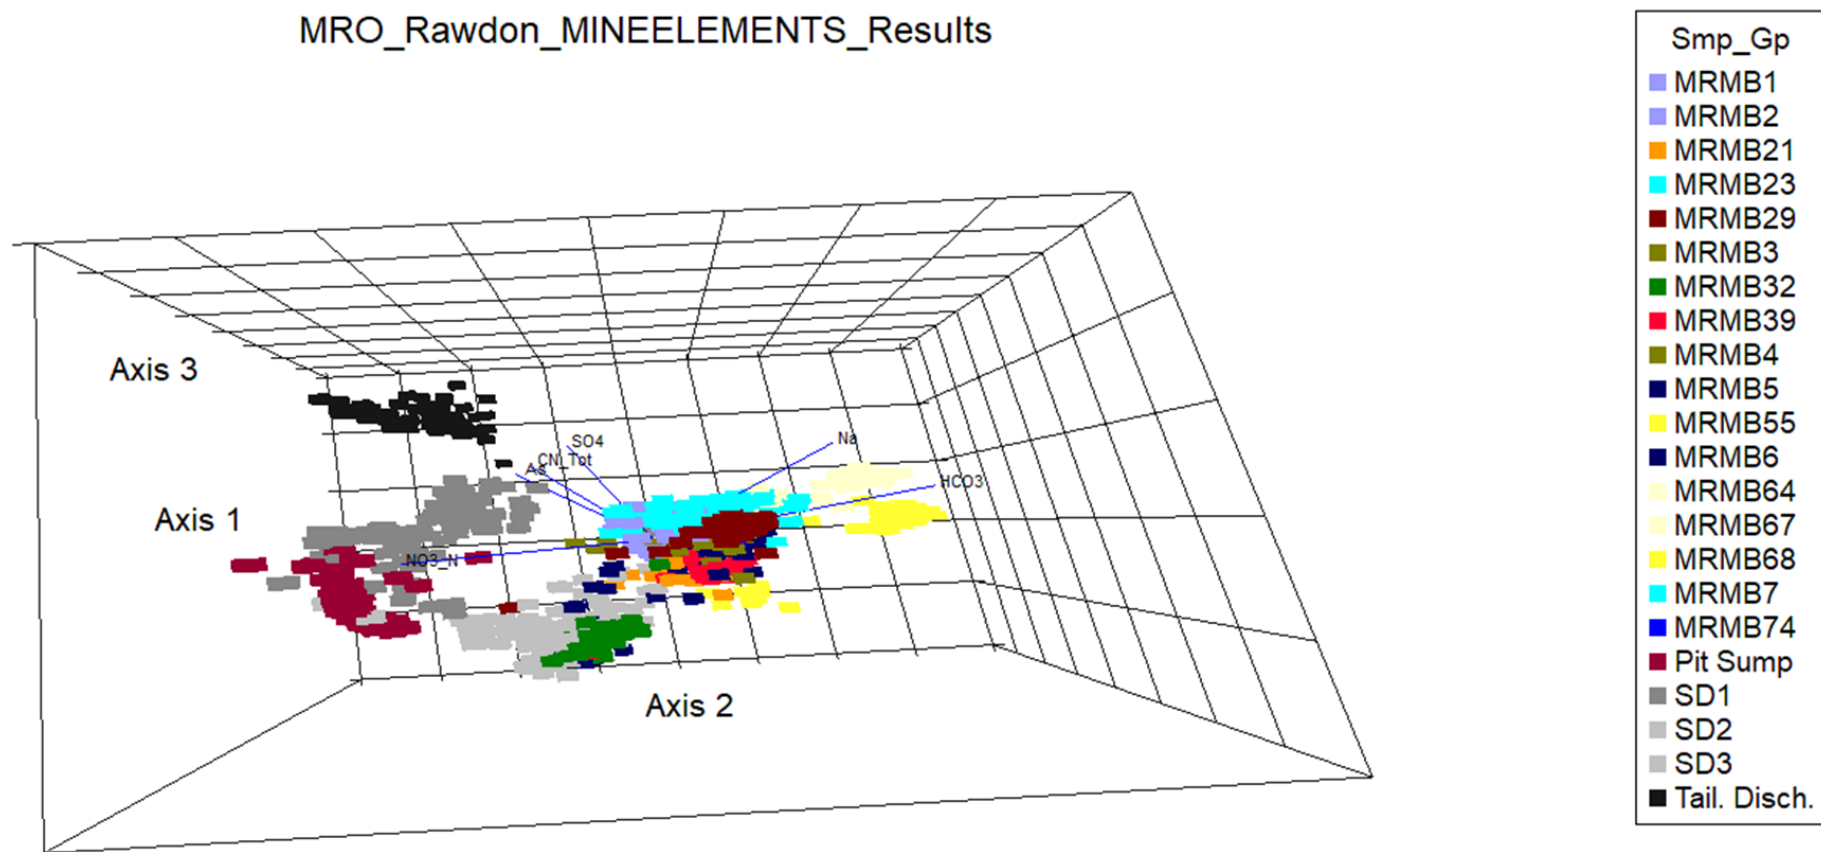 MRO_Rawdon_MINEELEMENTS_Results
Smp_Gp
MRMB1
MRMB2
MRMB21
MRMB23
MRMB29
MRMB3
MRMB32
MRMB39
MRMB4
MRMB5
MRMB55
MRMB6
MRMB64
MRMB67
MRMB68
MRMB7
MRMB74
Pit Sump
SD1
SD2
SD3
Tail. Disch.
Axis 3
SO4
Na
CN_Tot
As
HCO3
Axis 1
NO3_N
Axis 2